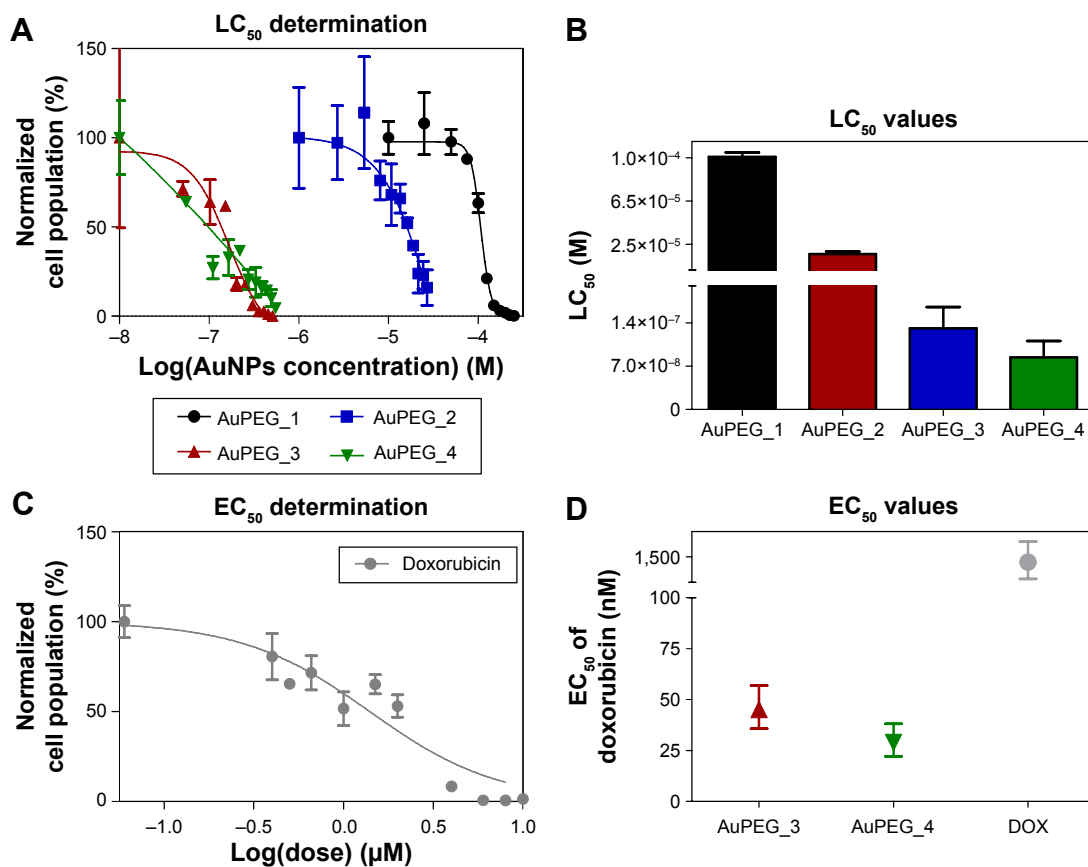 A
LC50 determination
150
100
50
0
Normalized
cell population (%)
–8
–7
–6
–5
–4
Log(AuNPs concentration) (M)
AuPEG_1
AuPEG_2
AuPEG_3
AuPEG_4
B
LC50 values
1.0×10–4
6.5×10–5
2.5×10–5
1.4×10–7
7.0×10–8
0
LC50 (M)
AuPEG_1
AuPEG_2
AuPEG_3
AuPEG_4
C
EC50 determination
150
100
50
0
Normalized
cell population (%)
Doxorubicin
–1.0
–0.5
0.0
0.5
1.0
Log(dose) (µM)
D
EC50 values
1,500
100
75
50
25
0
EC50 of
doxorubicin (nM)
AuPEG_3
AuPEG_4
DOX